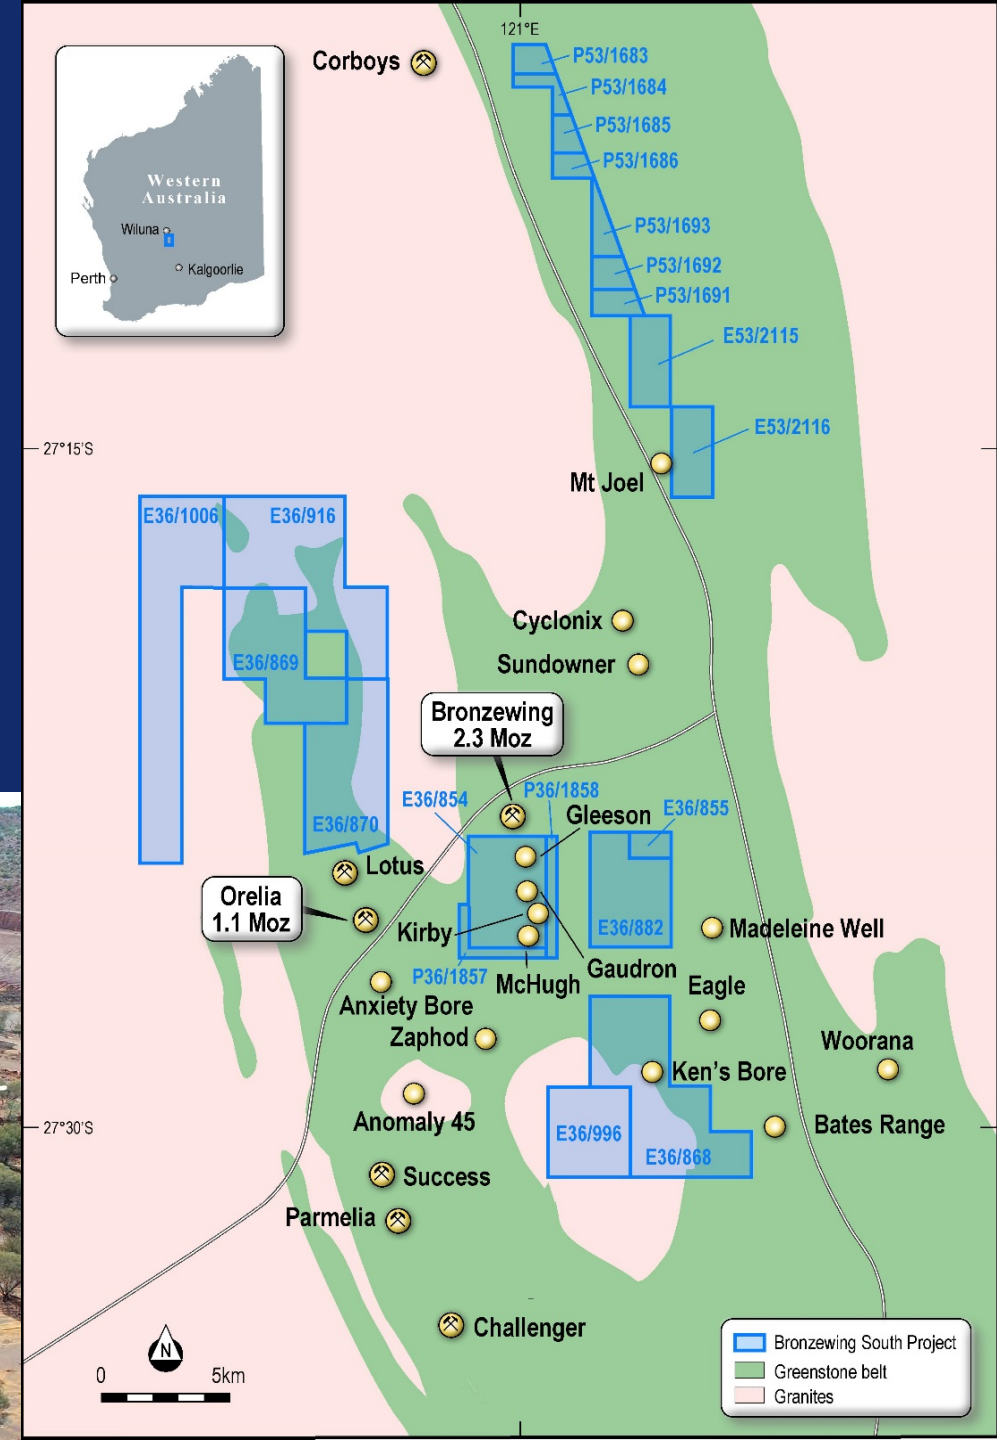 121°E
Corboys
P53/1683
P53/1684
P53/1685
P53/1686
Western
Australia
Wiluna
Kalgoorlie
Perth
P53/1693
P53/1692
P53/1691
E53/2115
E53/2116
27°15'S
Mt Joel
E36/1006
E36/916
Cyclonix
E36/869
Sundowner
Bronzewing
2.3 Moz
P36/1858
E36/854
Gleeson
E36/855
E36/870
Lotus
Orelia
1.1 Moz
Kirby
E36/882
Madeleine Well
P36/1857
McHugh
Gaudron
Anxiety Bore
Eagle
Zaphod
Woorana
Ken's Bore
Anomaly 45
27°30'S
Bates Range
E36/996
E36/868
Success
Parmelia
Challenger
N
0 5km
Bronzewing South Project
Greenstone belt
Granites